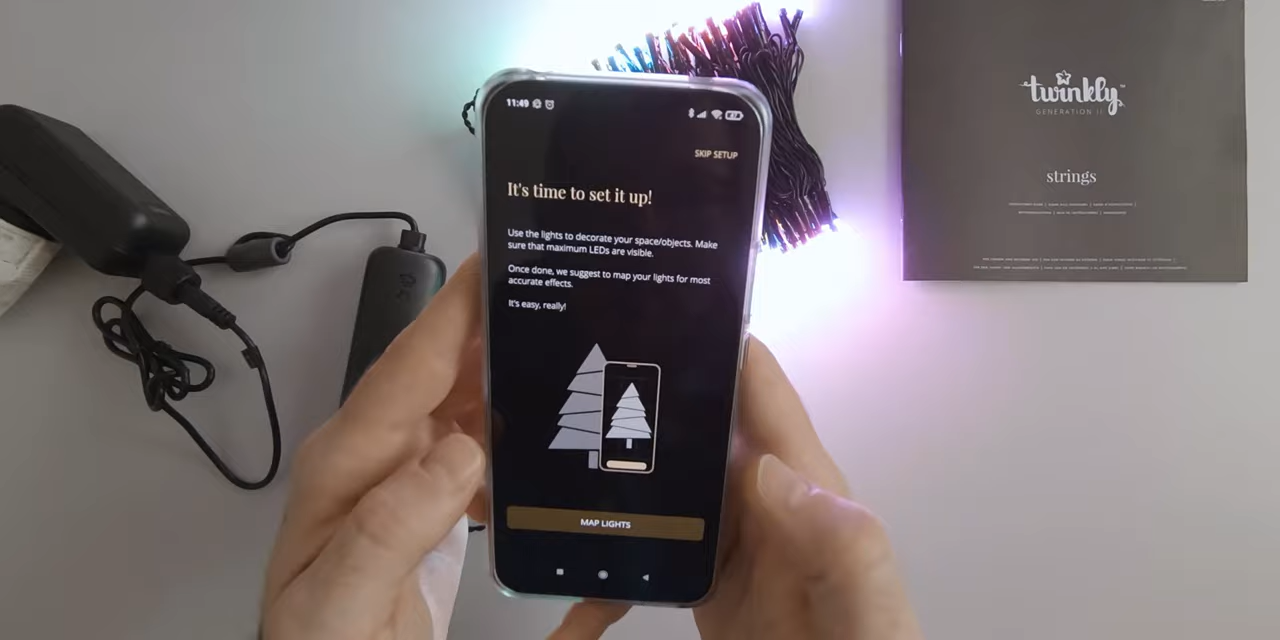 11:49
SKIP SETUP
It's time to set it up!
Use the lights to decorate your space/objects. Make
sure that maximum LEDs are visible.
Once done, we suggest to map your lights for most
accurate effects.
It's easy, really!
MAP LIGHTS
twinkly
GENERATION II
strings